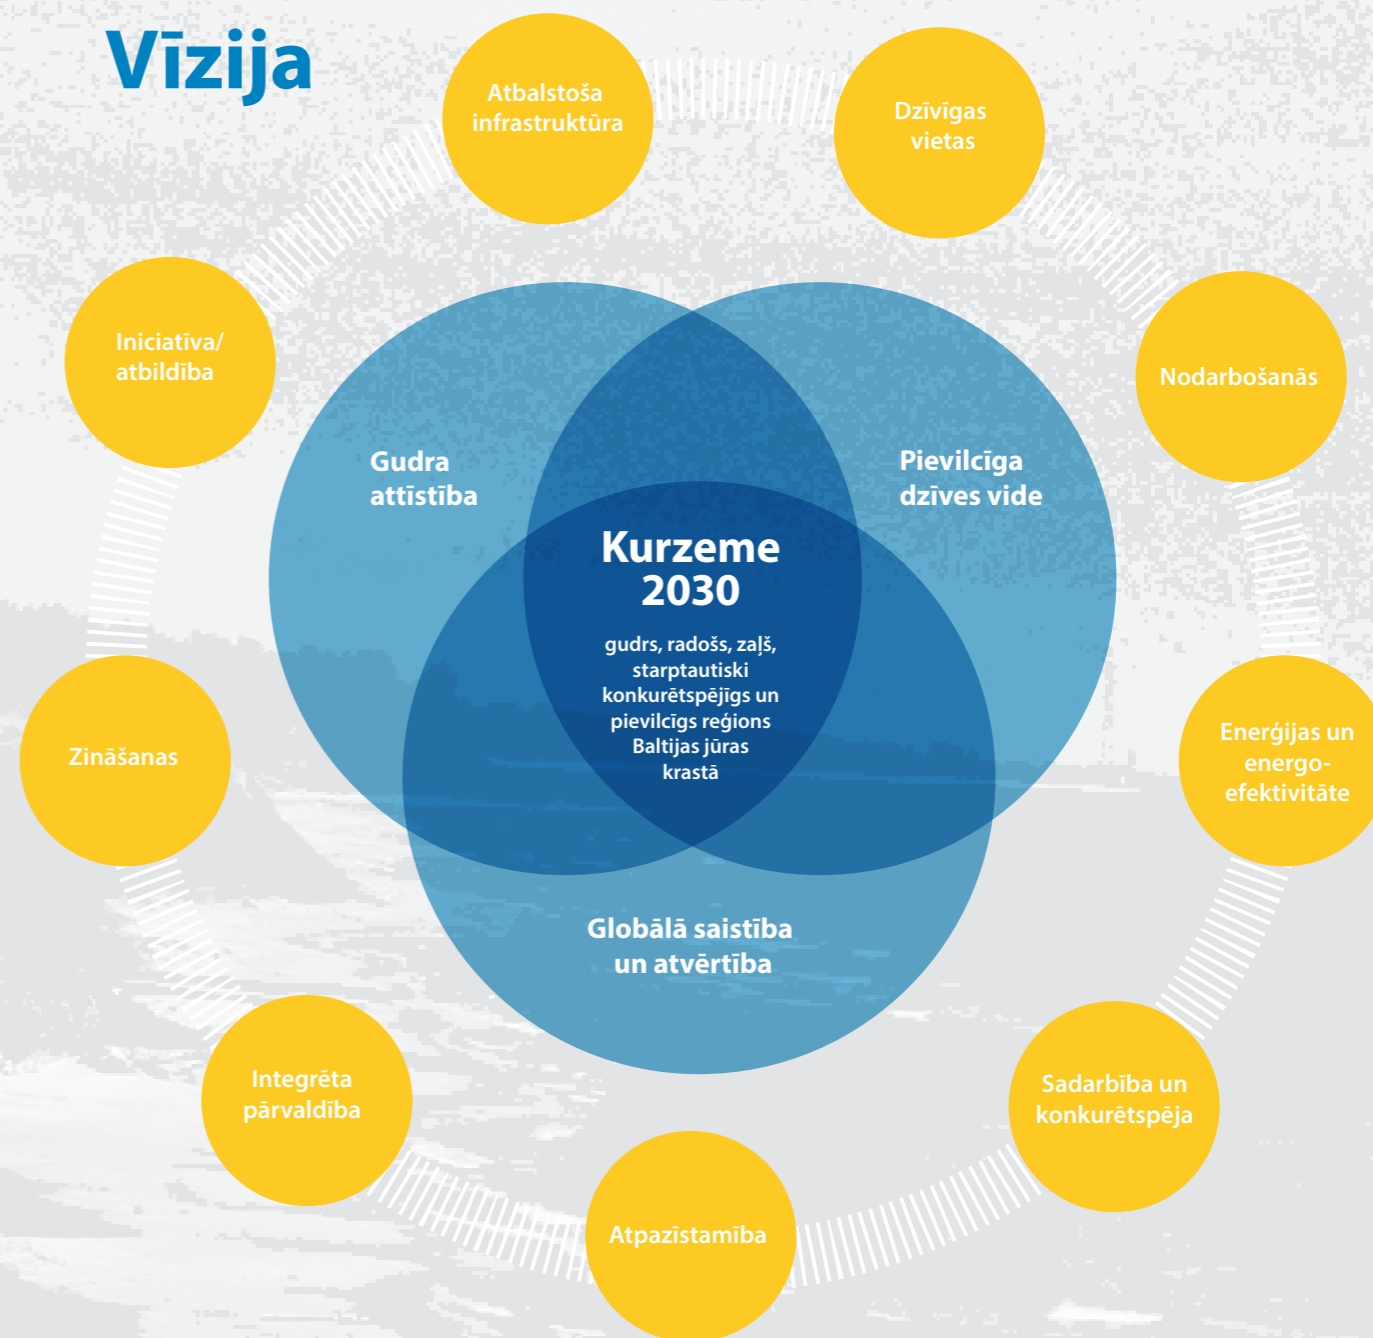 Vīzija
Atbalstoša
infrastruktūra
Dzīvīgas
vietas
Iniciatīva/
atbildība
Nodarbošanās
Gudra
attīstība
Pievilcīga
dzīves vide
Kurzeme
2030
gudrs, radošs, zaļš,
starptautiski
konkurētspējīgs un
pievilcīgs reģions
Baltijas jūras
krastā
Zināšanas
Enerģijas un
energo-
efektivitāte
Globālā saistība
un atvērtība
Integrēta
pārvaldība
Sadarbība un
konkurētspēja
Atpazīstamība